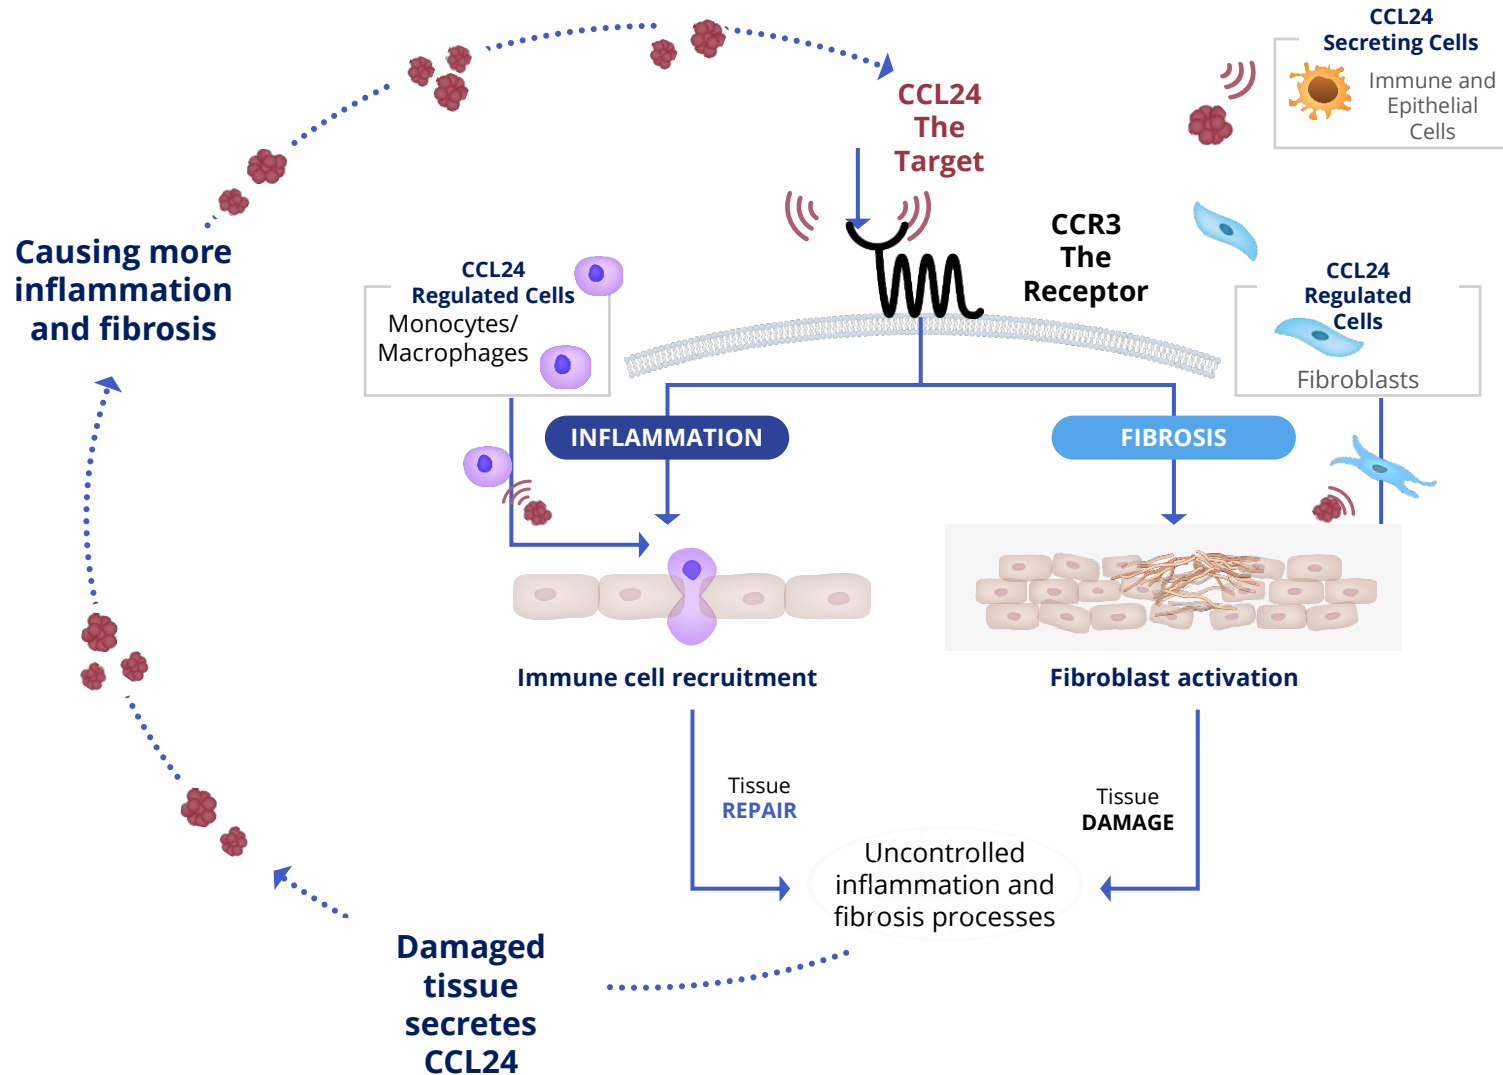 CCL24
Secreting Cells
Immune and
Epithelial
Cells
CCL24
The
Target
CCR3
The
Receptor
Causing more
inflammation
and fibrosis
CCL24
Regulated Cells
Monocytes/
Macrophages
CCL24
Regulated
Cells
Fibroblasts
INFLAMMATION
FIBROSIS
Immune cell recruitment
Fibroblast activation
Tissue
REPAIR
Tissue
DAMAGE
Uncontrolled
inflammation and
fibrosis processes
Damaged
tissue
secretes
CCL24